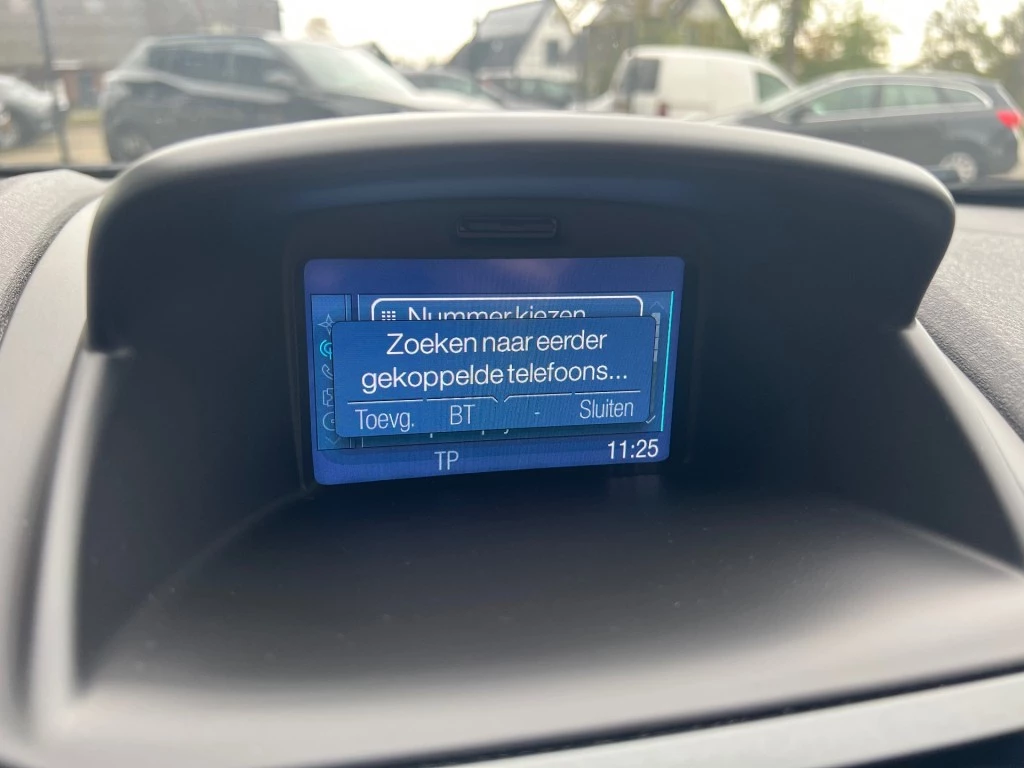 Nummer kiezen
Zoeken naar eerder
gekoppelde telefoons...
Toevg. BT - Sluiten
TP 11:25